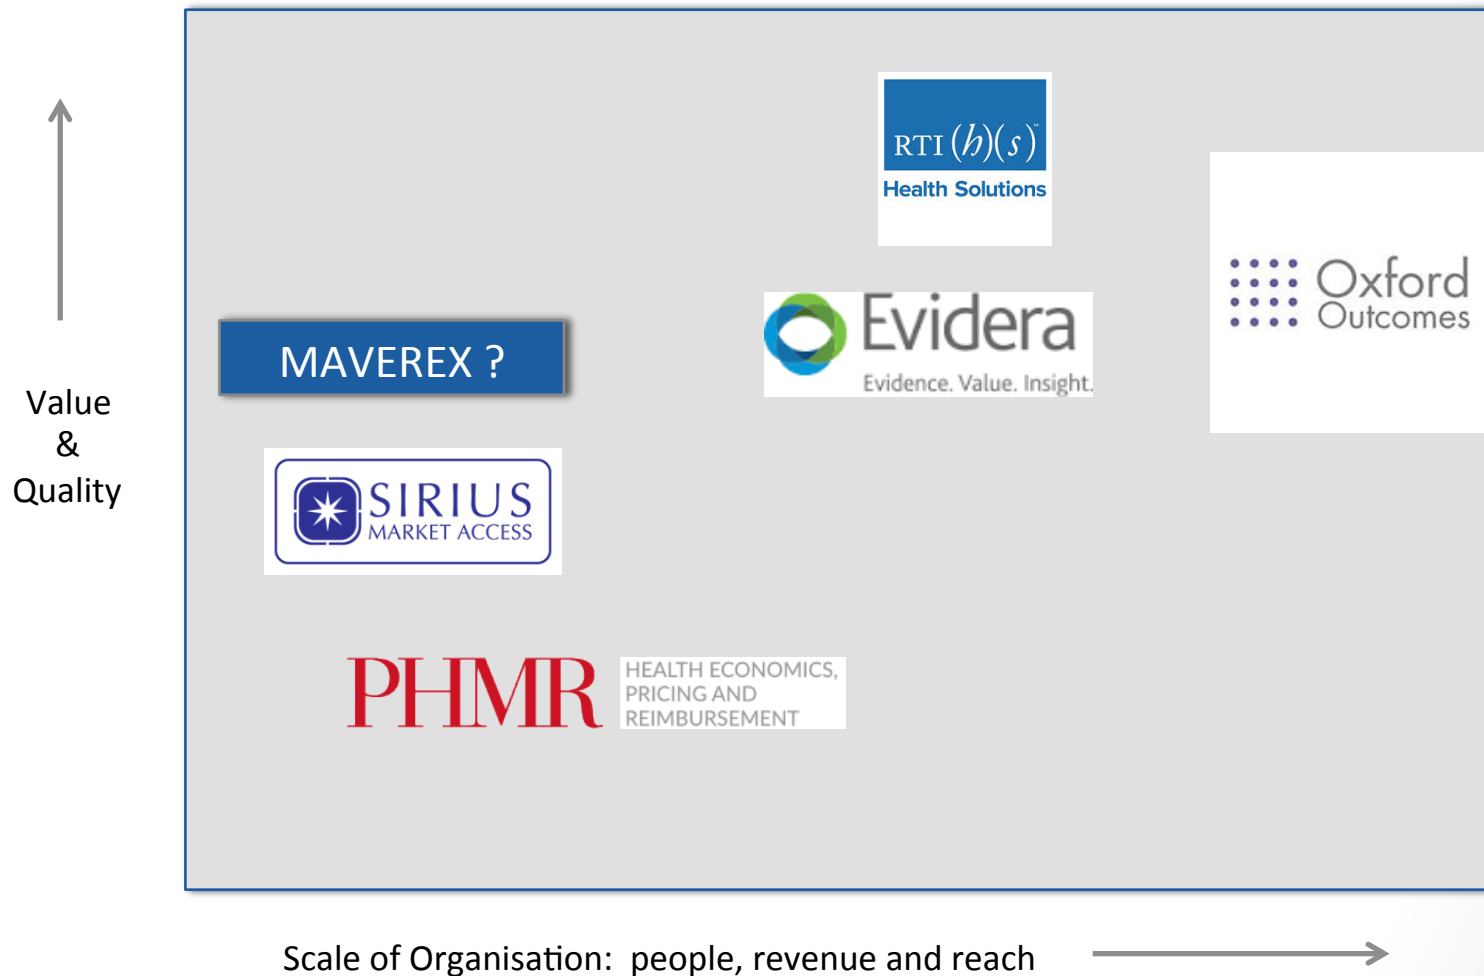 RTI (h)(s)™
Health Solutions
Oxford
Outcomes
Evidera
Evidence. Value. Insight.
MAVEREX ?
Value
&
Quality
SIRIUS
MARKET ACCESS
PHMR
HEALTH ECONOMICS,
PRICING AND
REIMBURSEMENT
Scale of Organisation: people, revenue and reach